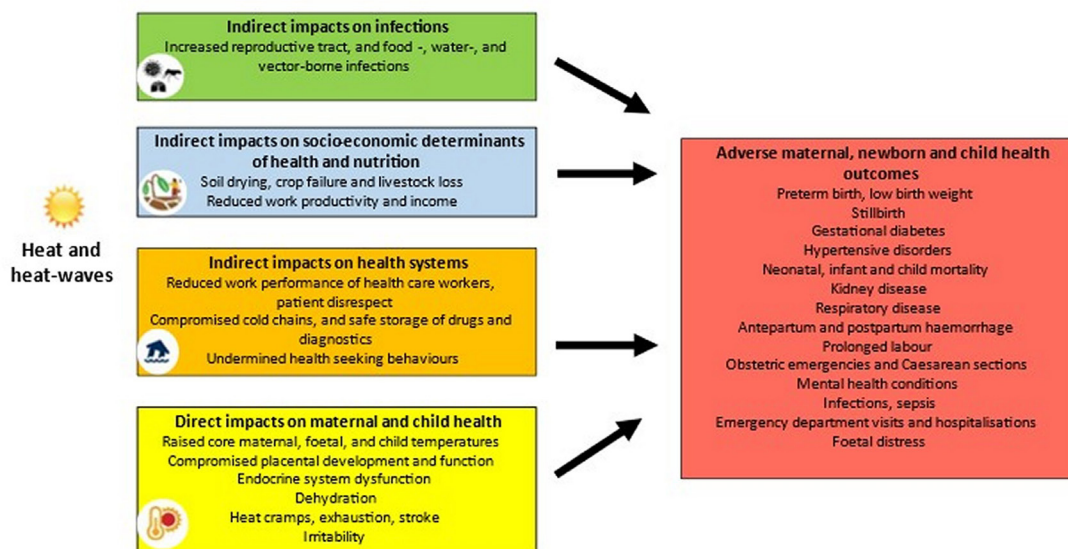 Indirect impacts on infections
Increased reproductive tract, and food -, water-, and
vector-borne infections
Indirect impacts on socio-economic determinants
of health and nutrition
Soil drying, crop failure and livestock loss
Reduced work productivity and income
Heat and
heat-waves
Indirect impacts on health systems
Reduced work performance of health care workers,
patient disrespect
Compromised cold chains, and safe storage of drugs and
diagnostics
Undermined health seeking behaviours
Direct impacts on maternal and child health
Raised core maternal, foetal, and child temperatures
Compromised placental development and function
Endocrine system dysfunction
Dehydration
Heat cramps, exhaustion, stroke
Irritability
Adverse maternal, newborn and child health
outcomes
Preterm birth, low birth weight
Stillbirth
Gestational diabetes
Hypertensive disorders
Neonatal, infant and child mortality
Kidney disease
Respiratory disease
Antepartum and postpartum haemorrhage
Prolonged labour
Obstetric emergencies and Caesarean sections
Mental health conditions
Infections, sepsis
Emergency department visits and hospitalisations
Foetal distress